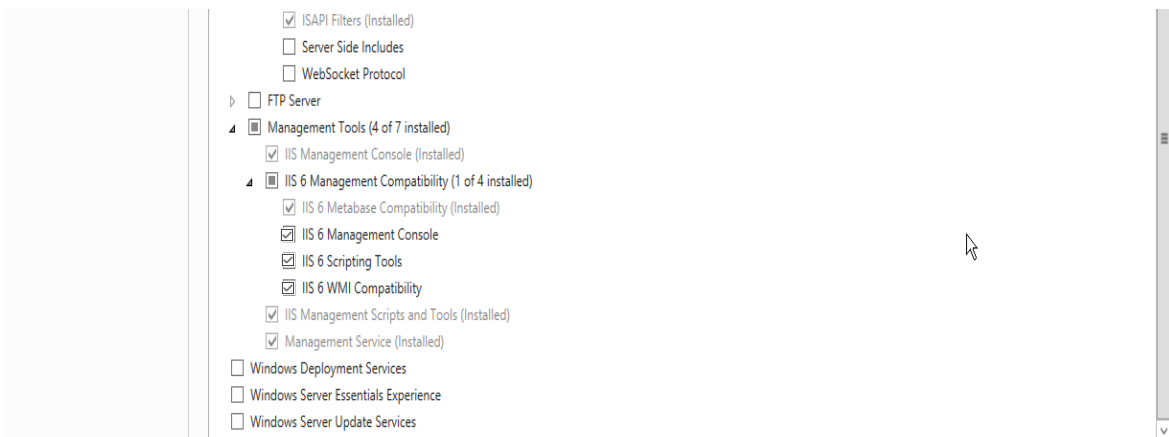 ISAPI Filters (Installed)
Server Side Includes
WebSocket Protocol
FTP Server
Management Tools (4 of 7 installed)
IIS Management Console (Installed)
IIS 6 Management Compatibility (1 of 4 installed)
IIS 6 Metabase Compatibility (Installed)
IIS 6 Management Console
IIS 6 Scripting Tools
IIS 6 WMI Compatibility
IIS Management Scripts and Tools (Installed)
Management Service (Installed)
Windows Deployment Services
Windows Server Essentials Experience
Windows Server Update Services